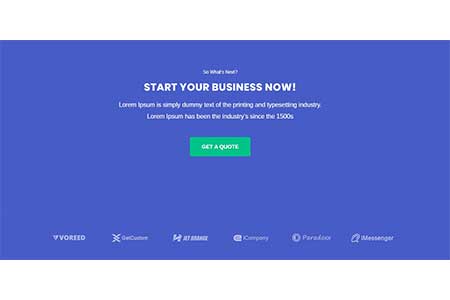 So What's Next?
START YOUR BUSINESS NOW!
Lorem Ipsum is simply dummy text of the printing and typesetting industry.
Lorem Ipsum has been the industry's since the 1500s
GET A QUOTE
VOREED GetCustom JET ORANGE iCompany Paradoor iMessenger